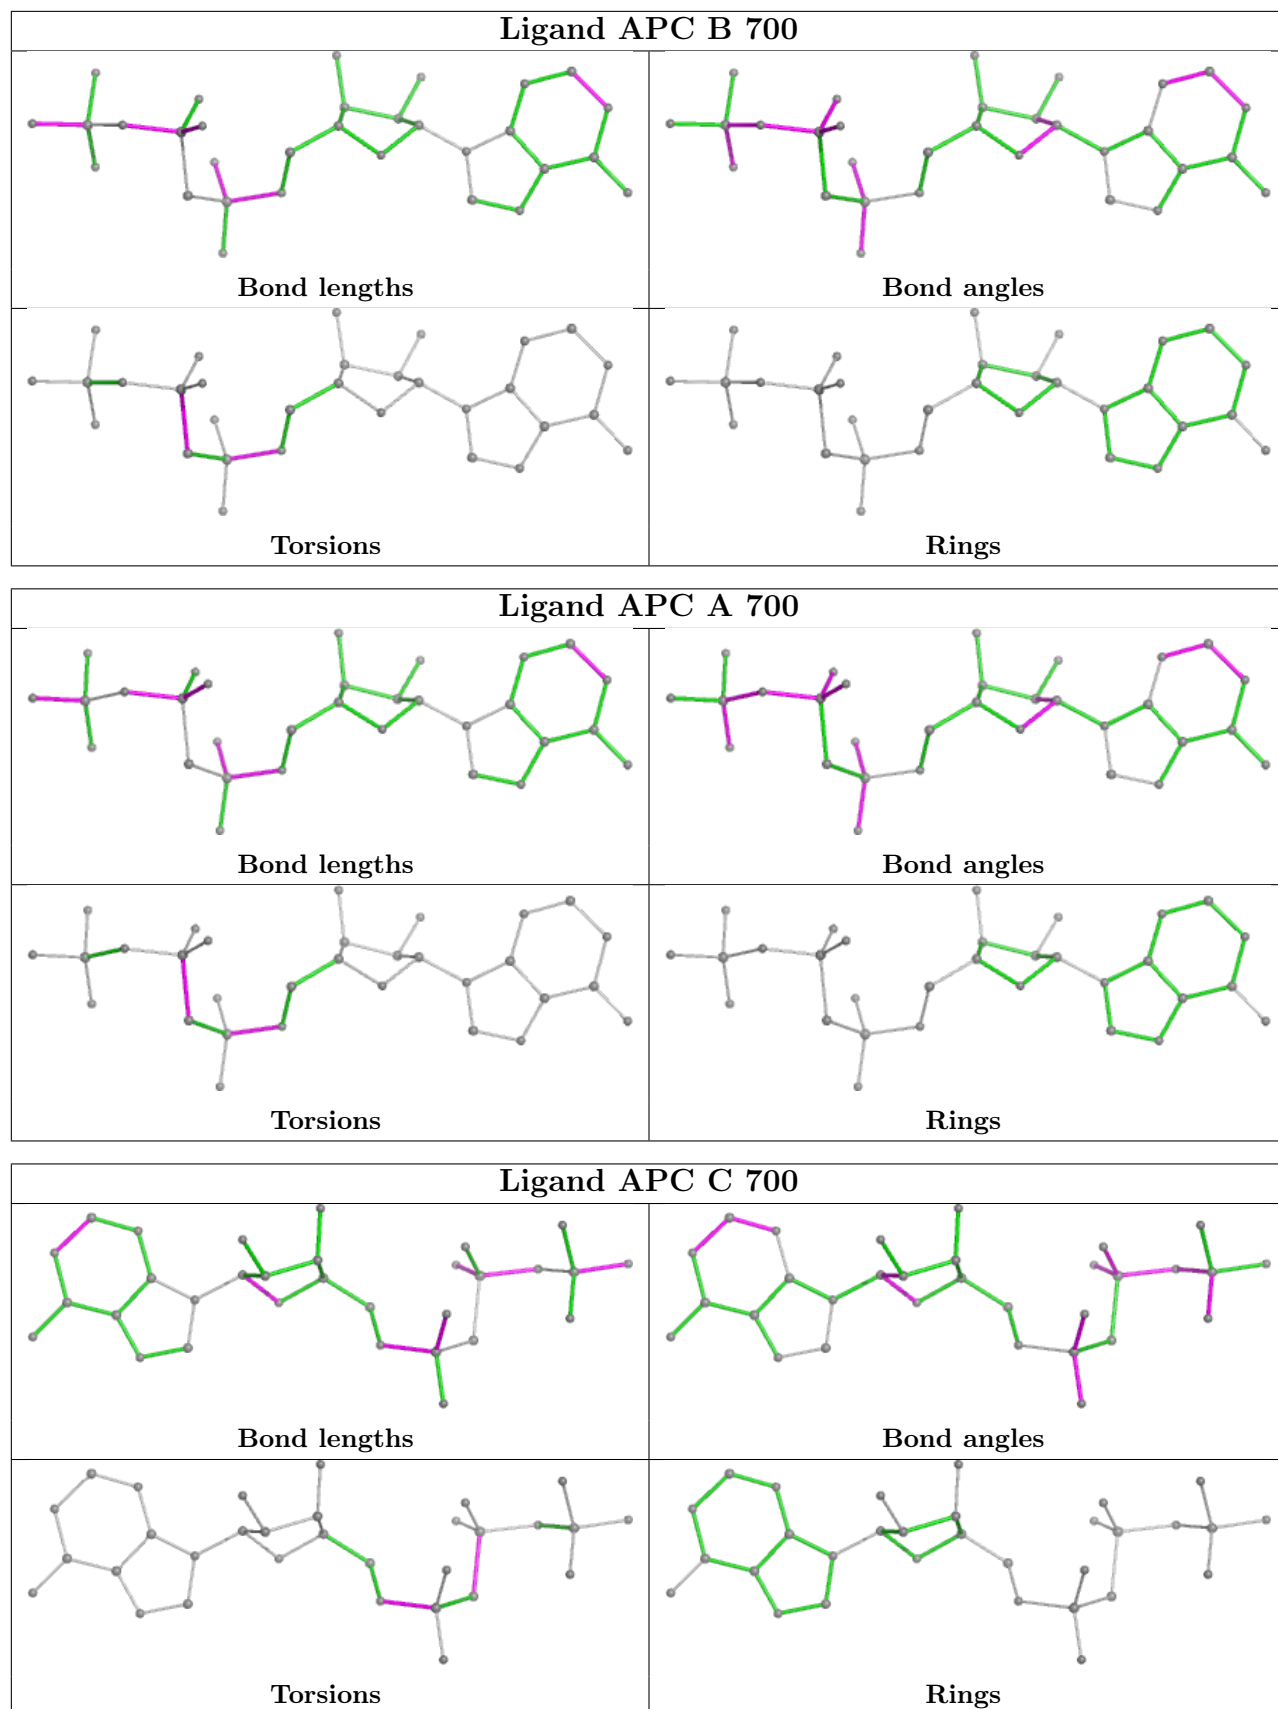 Ligand APC B 700
Bond lengths
Bond angles
Torsions
Rings
Ligand APC A 700
Bond lengths
Bond angles
Torsions
Rings
Ligand APC C 700
Bond lengths
Bond angles
Torsions
Rings